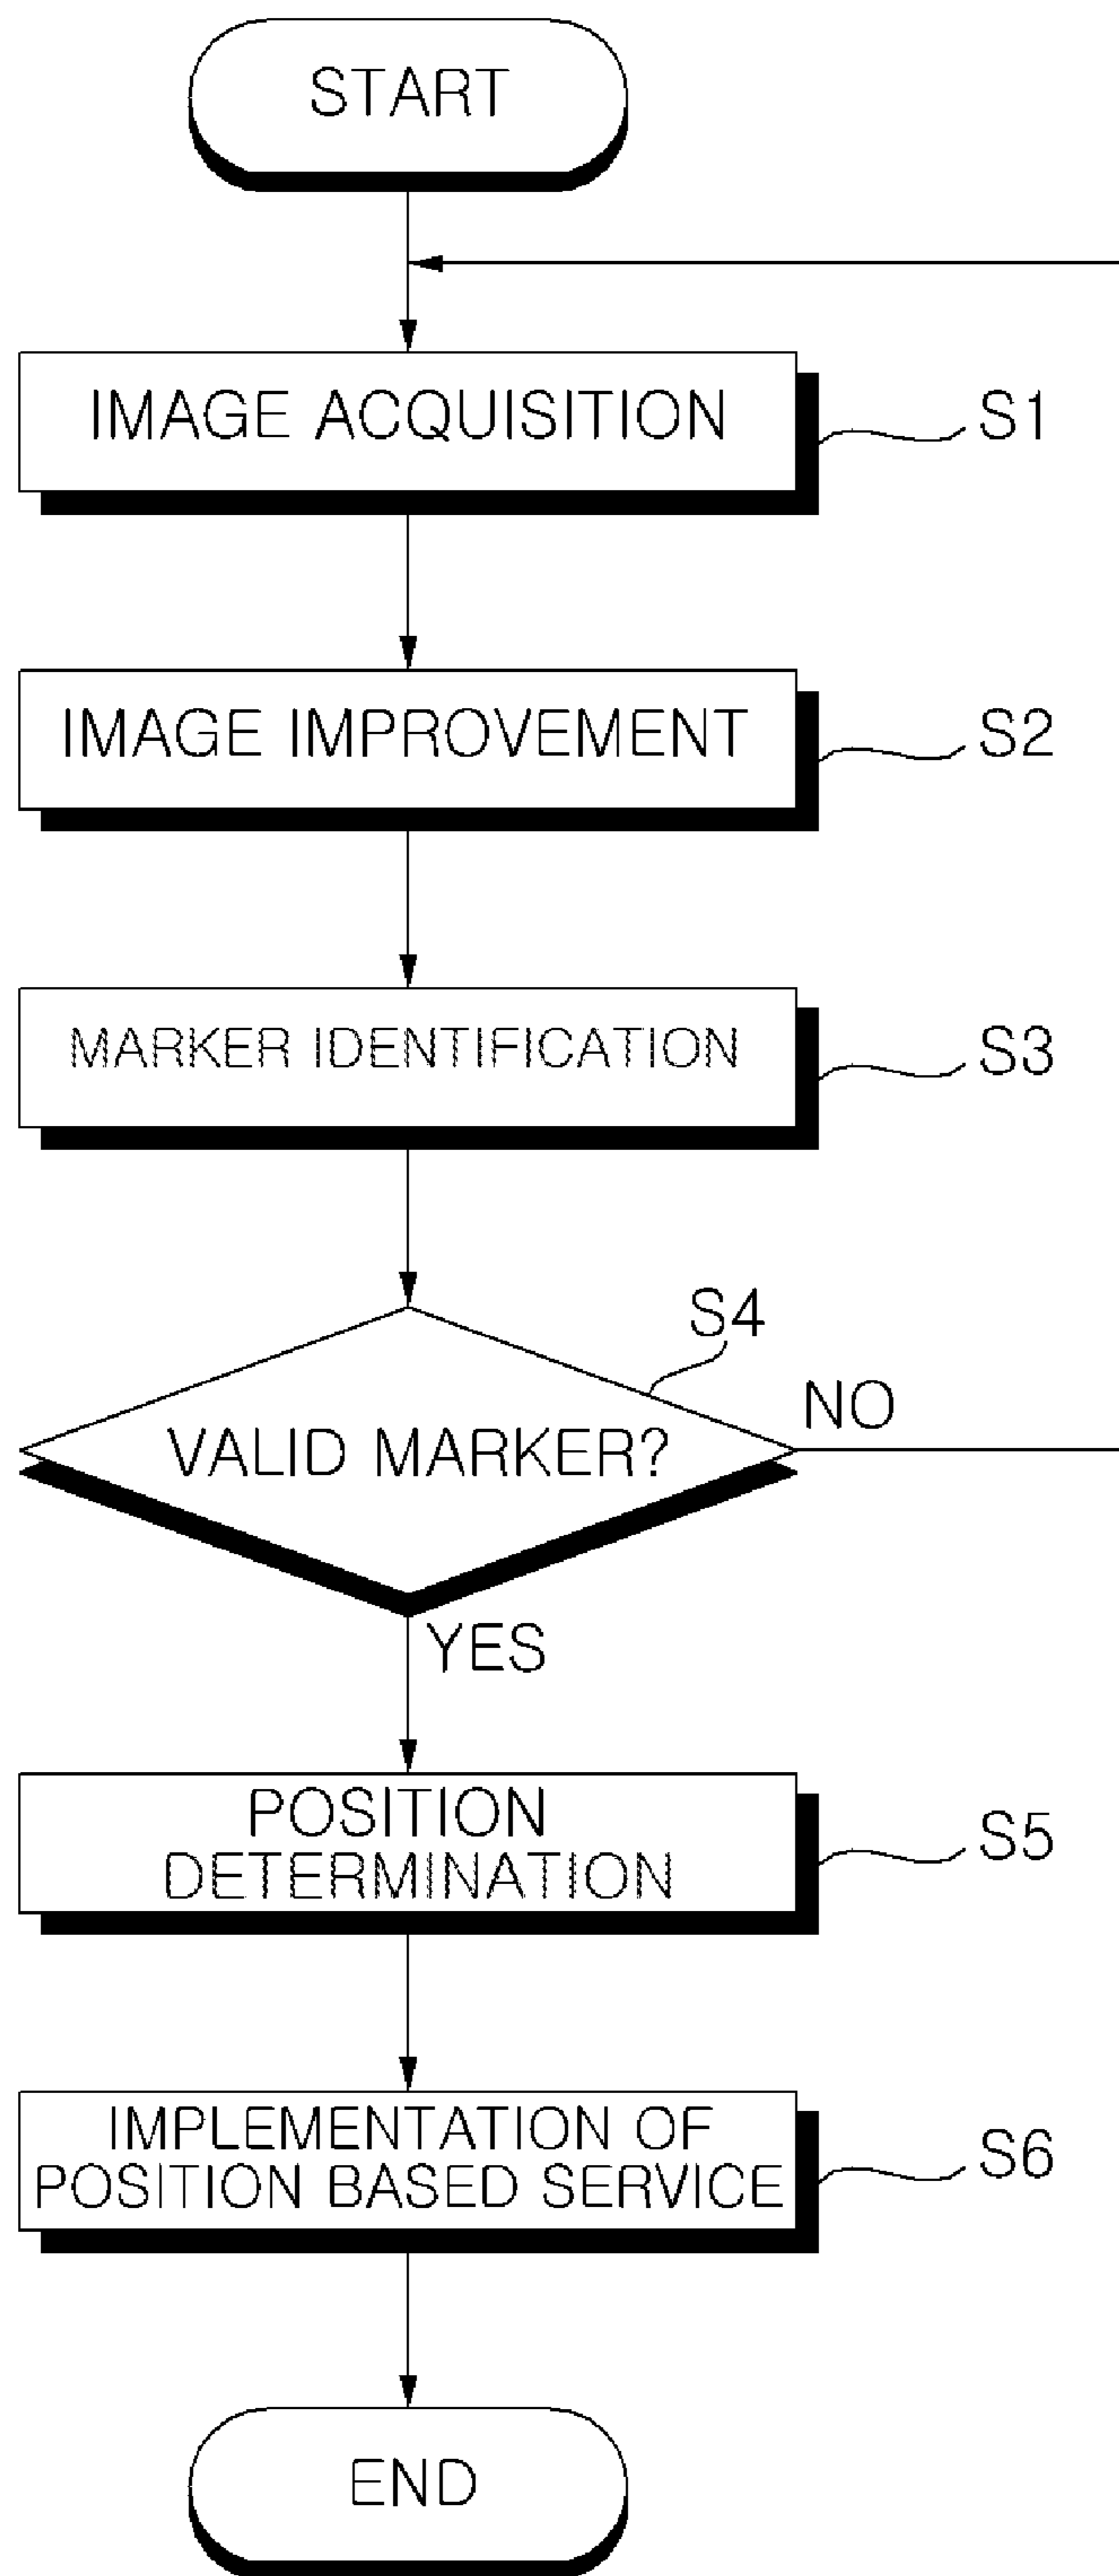 START
IMAGE ACQUISITION
S1
IMAGE IMPROVEMENT
S2
MARKER IDENTIFICATION
S3
S4
VALID MARKER?
NO
YES
POSITION
DETERMINATION
S5
IMPLEMENTATION OF
POSITION BASED SERVICE
S6
END